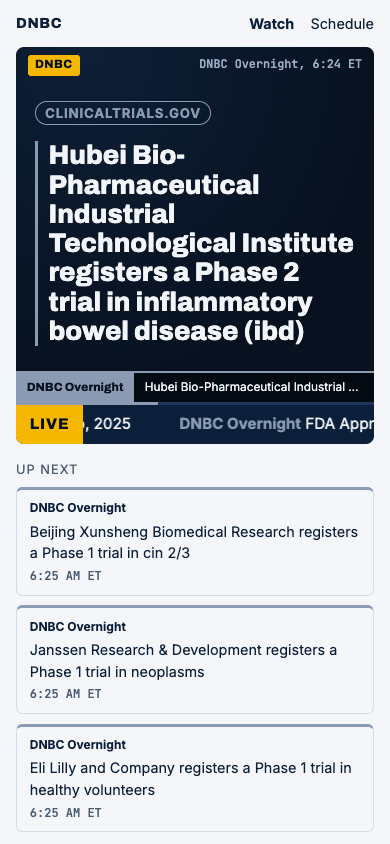 DNBC
Watch Schedule
DNBC
DNBC Overnight, 6:24 ET
CLINICALTRIALS.GOV
Hubei Bio-
Pharmaceutical
Industrial
Technological Institute
registers a Phase 2
trial in inflammatory
bowel disease (ibd)
DNBC Overnight Hubei Bio-Pharmaceutical Industrial ...
LIVE , 2025 DNBC Overnight FDA Appr
UP NEXT
DNBC Overnight
Beijing Xunsheng Biomedical Research registers
a Phase 1 trial in cin 2/3
6:25 AM ET
DNBC Overnight
Janssen Research & Development registers a
Phase 1 trial in neoplasms
6:25 AM ET
DNBC Overnight
Eli Lilly and Company registers a Phase 1 trial in
healthy volunteers
6:25 AM ET